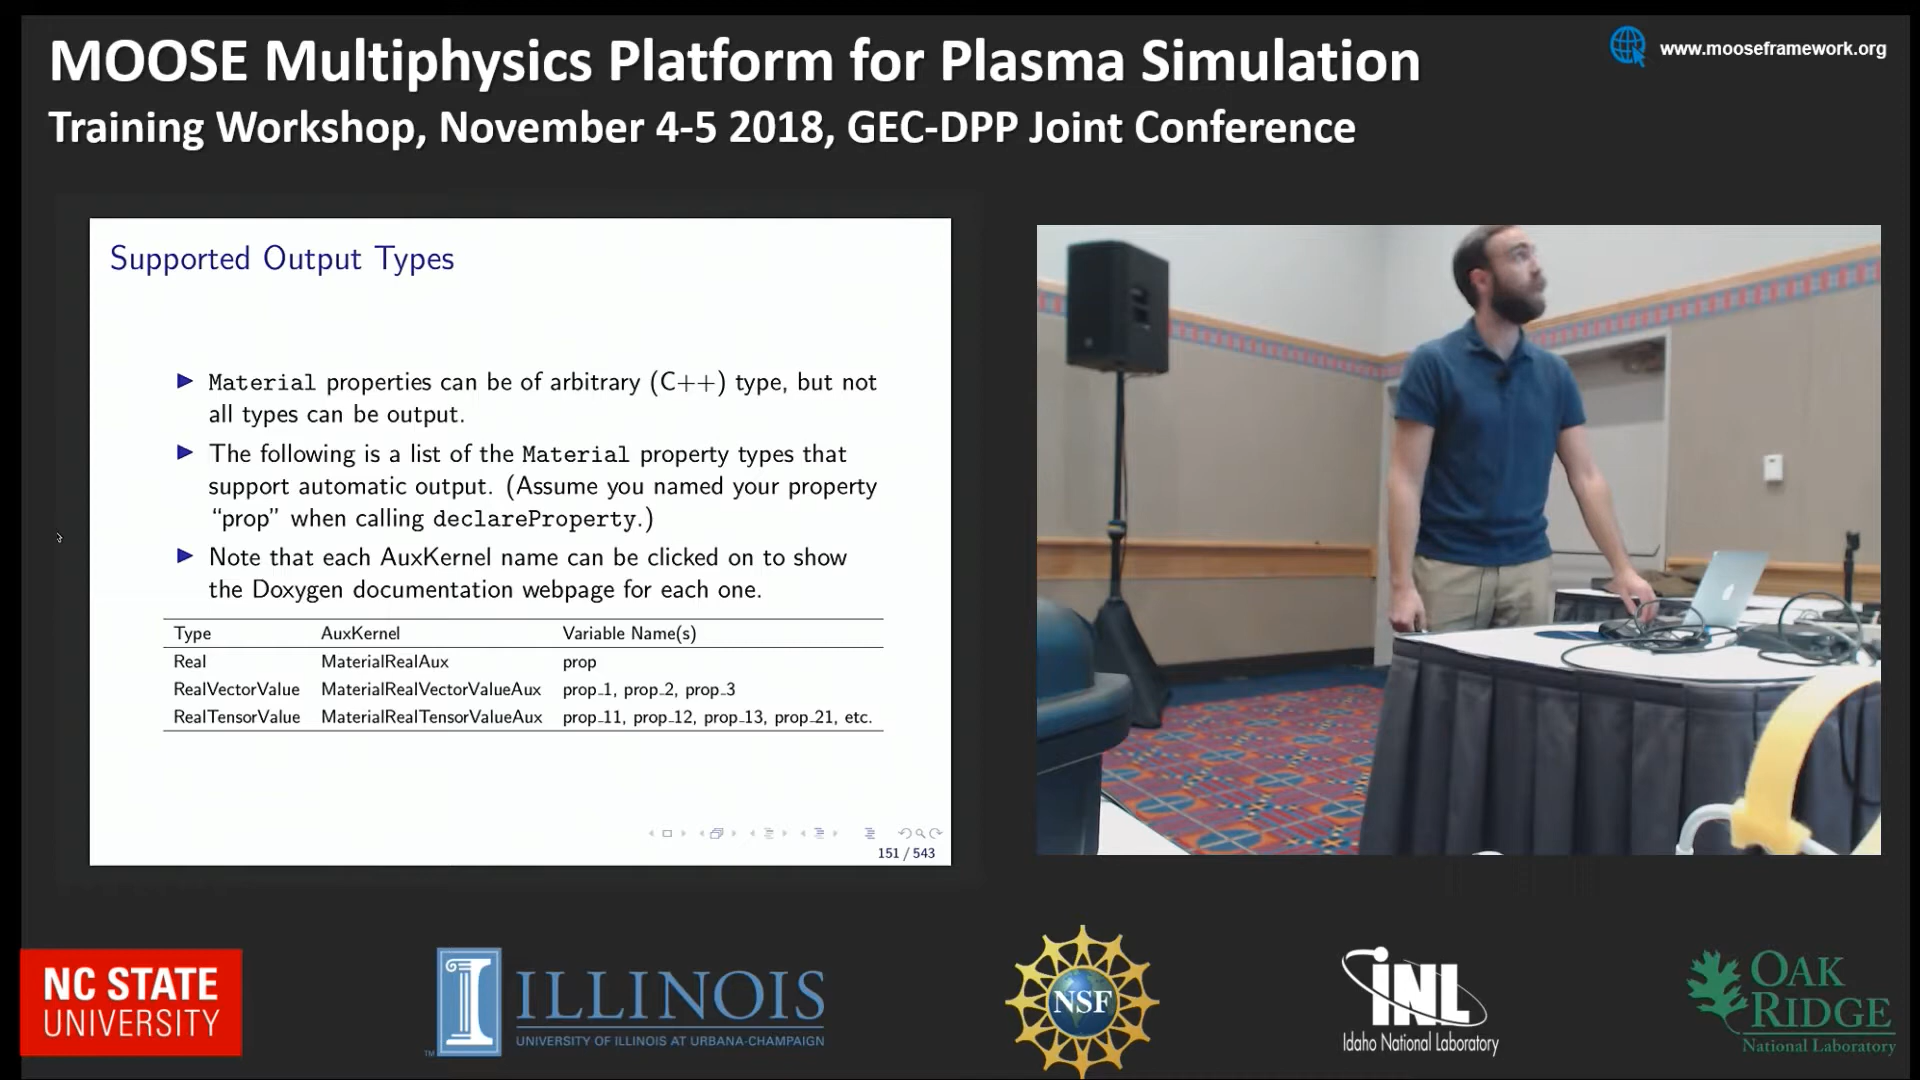 MOOSE Multiphysics Platform for Plasma Simulation
www.mooseframework.org
Training Workshop, November 4-5 2018, GEC-DPP Joint Conference
Supported Output Types
Material properties can be of arbitrary (C++) type, but not
all types can be output.
The following is a list of the Material property types that
support automatic output. (Assume you named your property
“prop” when calling declareProperty.)
Note that each AuxKernel name can be clicked on to show
the Doxygen documentation webpage for each one.
Type AuxKernel Variable Name(s)
Real MaterialRealAux prop
RealVectorValue MaterialRealVectorValueAux prop_1, prop_2, prop_3
RealTensorValue MaterialRealTensorValueAux prop_11, prop_12, prop_13, prop_21, etc.
151 / 543
NC STATE
UNIVERSITY
I ILLINOIS
TM UNIVERSITY OF ILLINOIS AT URBANA-CHAMPAIGN
NSF
INL
Idaho National Laboratory
OAK
RIDGE
National Laboratory